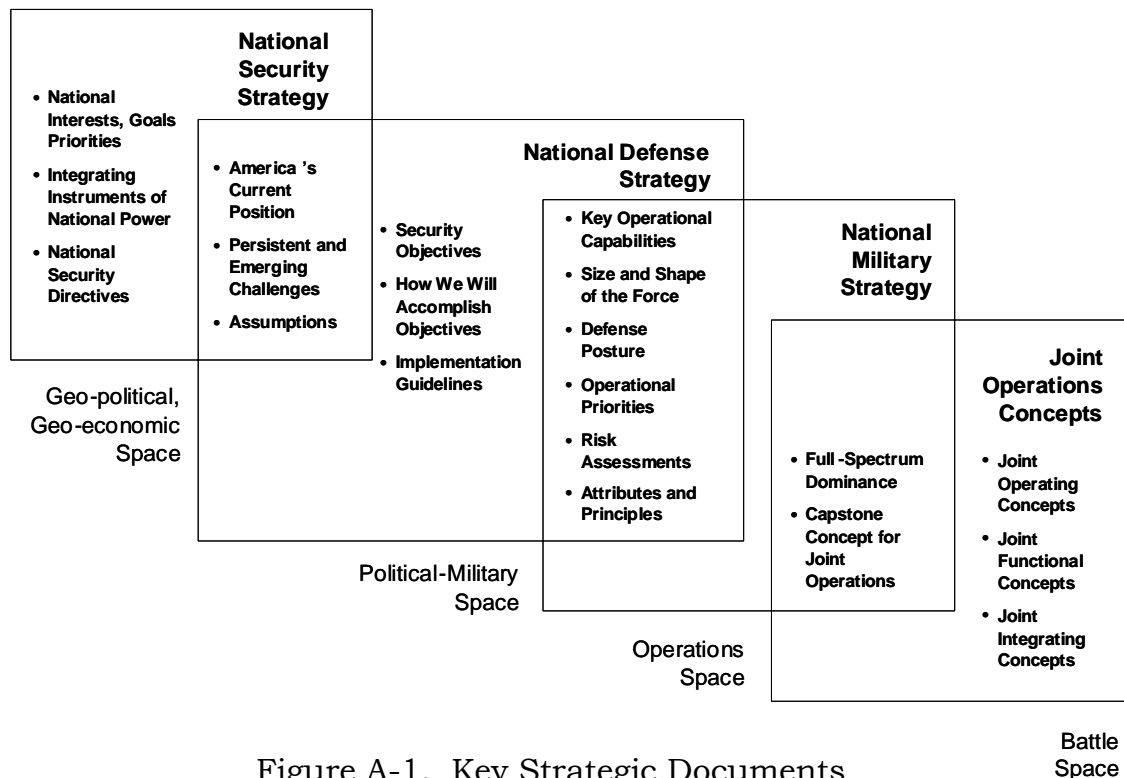 National
Security
Strategy
• National
Interests, Goals
Priorities
• Integrating
Instruments of
National Power
• National
Security
Directives
Geo-political,
Geo-economic
Space
• America 's
Current
Position
• Persistent and
Emerging
Challenges
• Assumptions
National Defense
Strategy
• Security
Objectives
• How We Will
Accomplish
Objectives
• Implementation
Guidelines
Political-Military
Space
• Key Operational
Capabilities
• Size and Shape
of the Force
• Defense
Posture
• Operational
Priorities
• Risk
Assessments
• Attributes and
Principles
National
Military
Strategy
Operations
Space
• Full -Spectrum
Dominance
• Capstone
Concept for
Joint
Operations
Joint
Operations
Concepts
• Joint
Operating
Concepts
• Joint
Functional
Concepts
• Joint
Integrating
Concepts
Battle
Space
Figure A-1. Key Strategic Documents